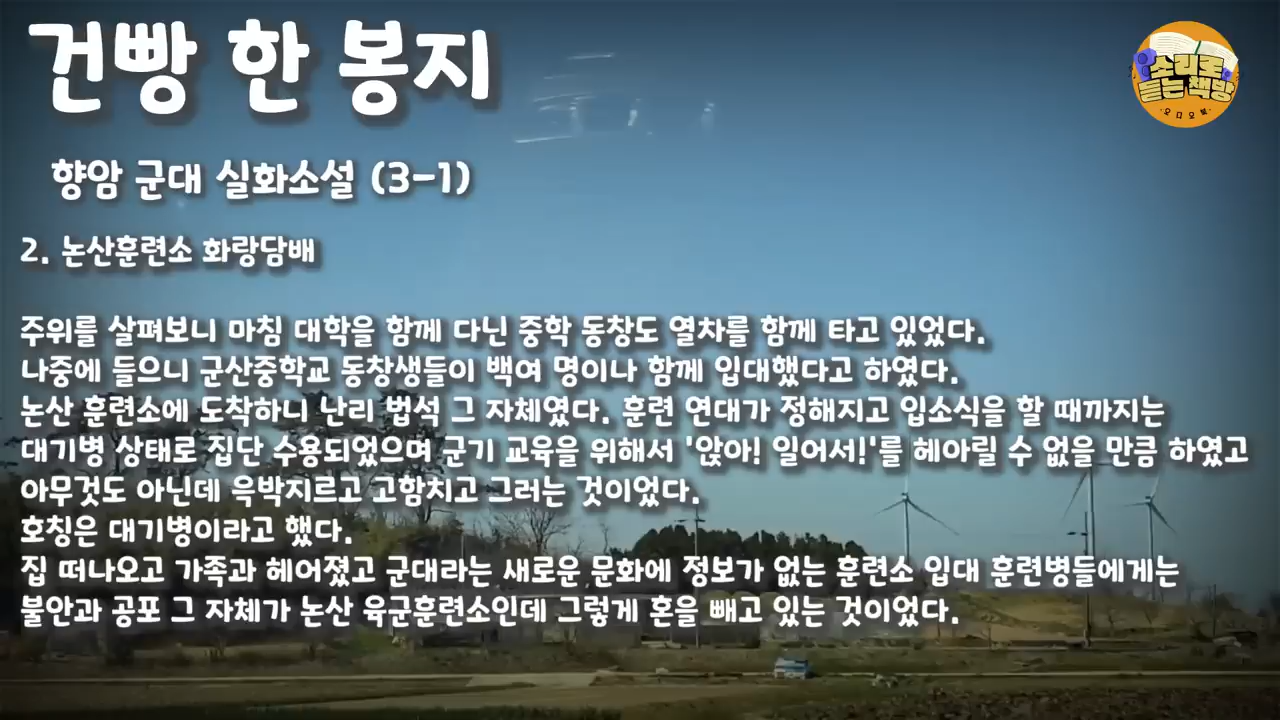 건빵 한 봉지
소리로
듣는 책방
오디오북
향암 군대 실화소설 (3-1)
2. 논산훈련소 화랑담배
주위를 살펴보니 마침 대학을 함께 다닌 중학 동창도 열차를 함께 타고 있었다.
나중에 들으니 군산중학교 동창생들이 백여 명이나 함께 입대했다고 하였다.
논산 훈련소에 도착하니 난리 법석 그 자체였다. 훈련 연대가 정해지고 입소식을 할 때까지는
대기병 상태로 집단 수용되었으며 군기 교육을 위해서 '앉아! 일어서!'를 헤아릴 수 없을 만큼 하였고
아무것도 아닌데 윽박지르고 고함치고 그러는 것이었다.
호칭은 대기병이라고 했다.
집 떠나오고 가족과 헤어졌고 군대라는 새로운 문화에 정보가 없는 훈련소 입대 훈련병들에게는
불안과 공포 그 자체가 논산 육군훈련소인데 그렇게 혼을 빼고 있는 것이었다.